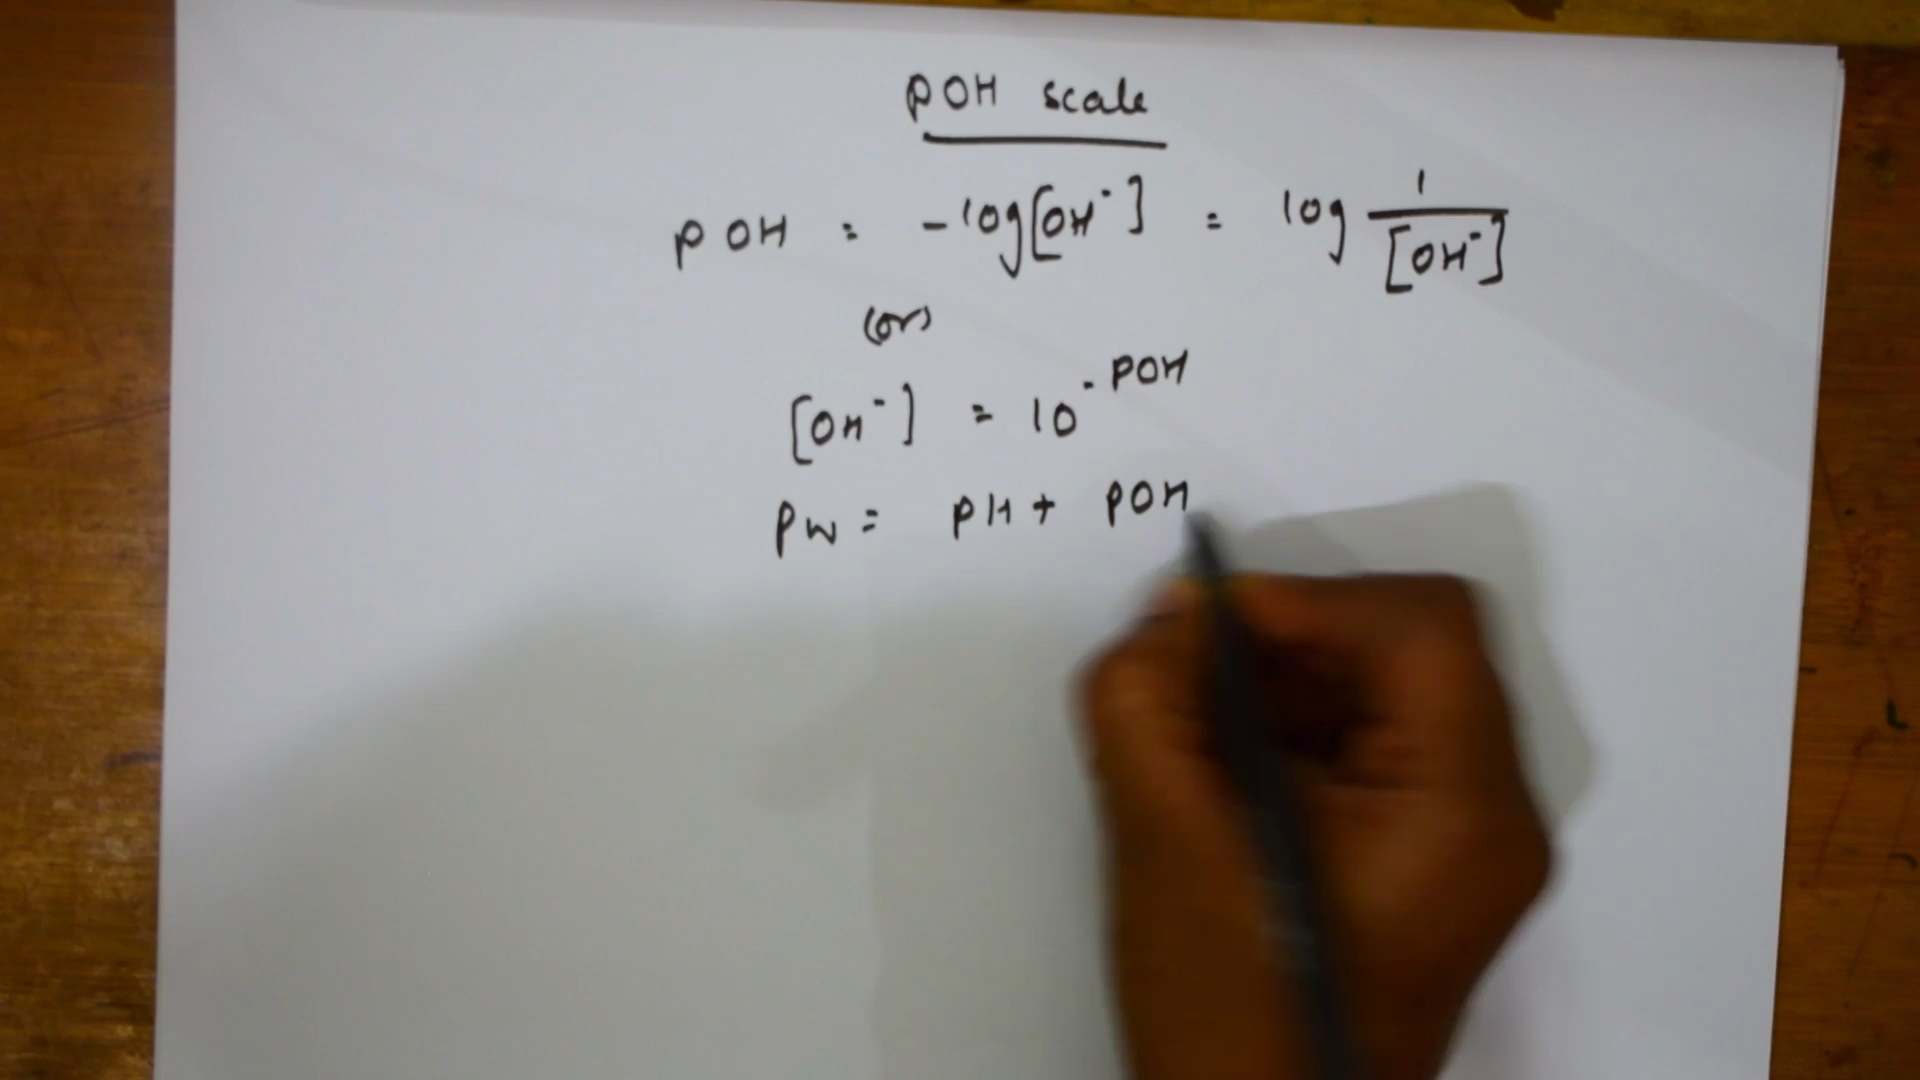 POH scale
POH = -log[OH⁻] = log 1/[OH⁻]
(or)
[OH⁻] = 10^-POH
Pw = PH + POH